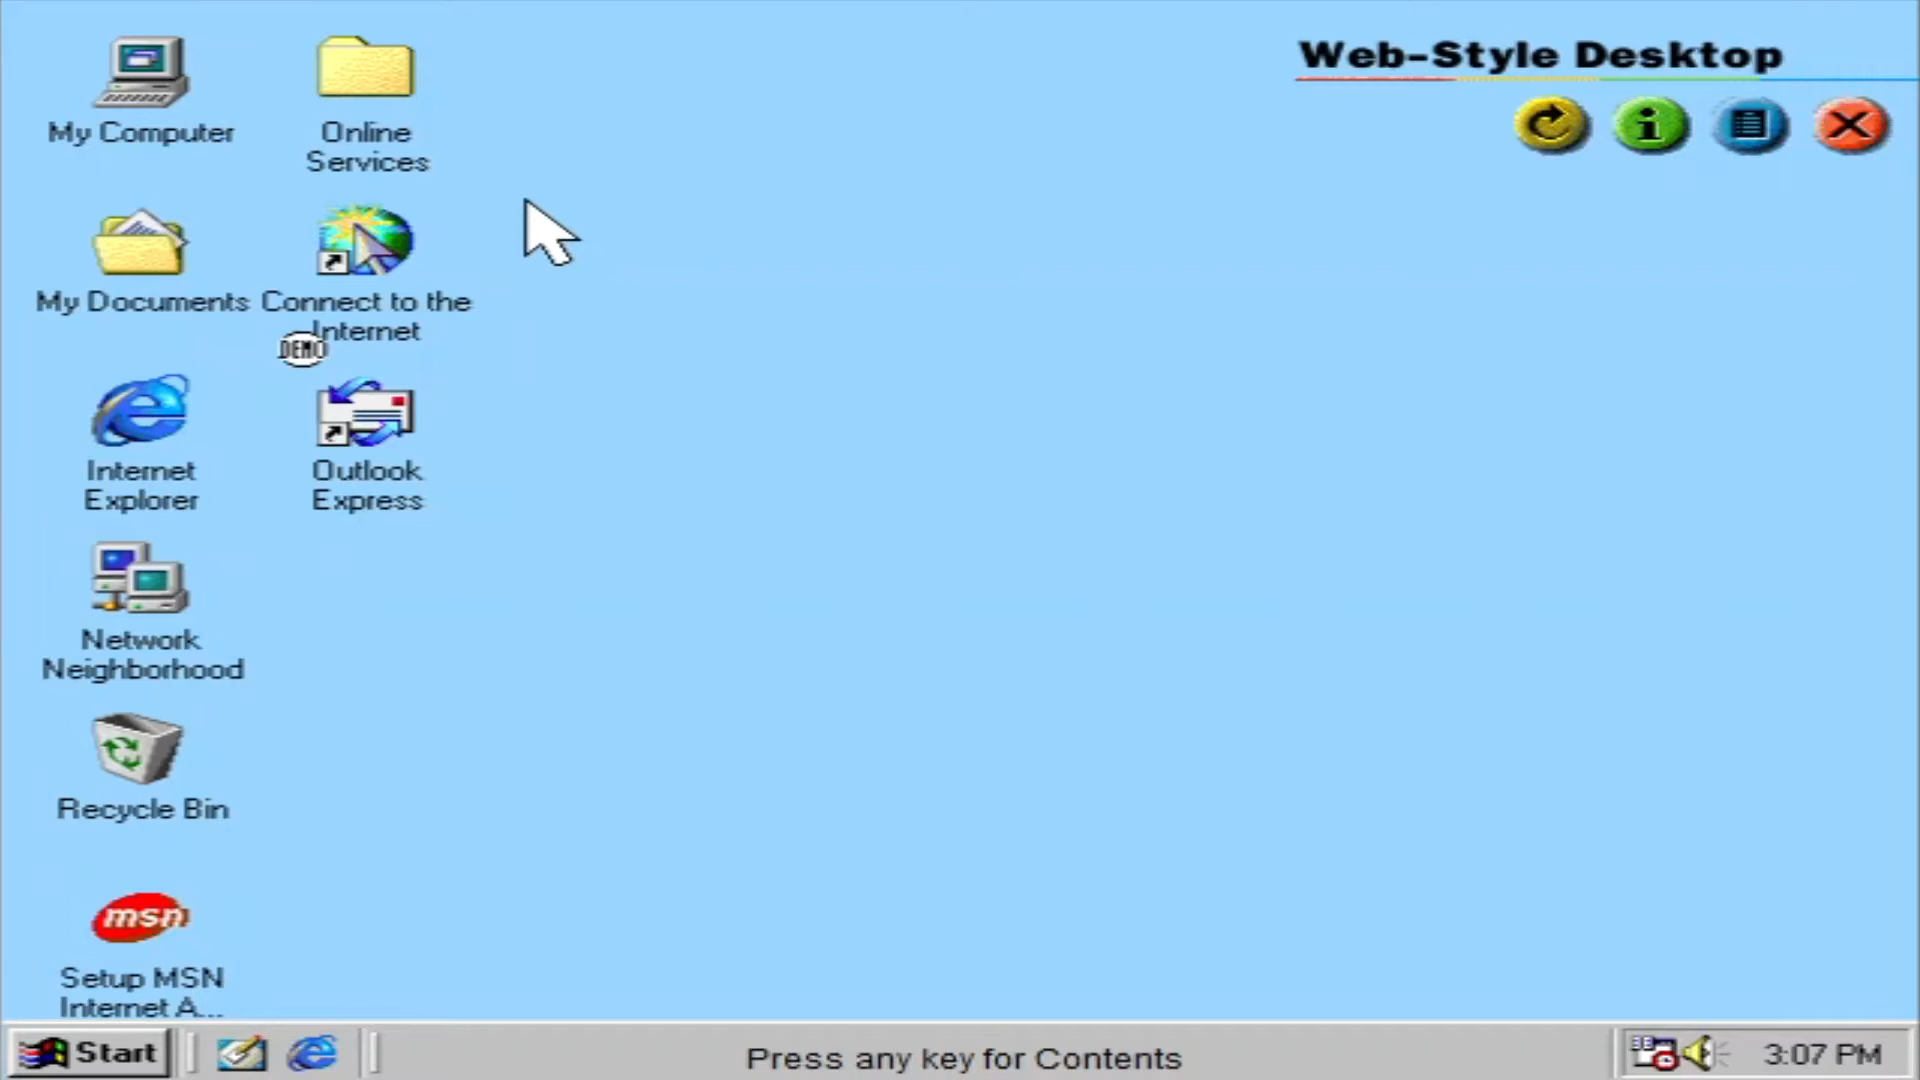 Web-Style Desktop
My Computer
Online
Services
My Documents
Connect to the
Internet
DEMO
Internet
Explorer
Outlook
Express
Network
Neighborhood
Recycle Bin
msn
Setup MSN
Internet A...
Start
Press any key for Contents
3:07 PM